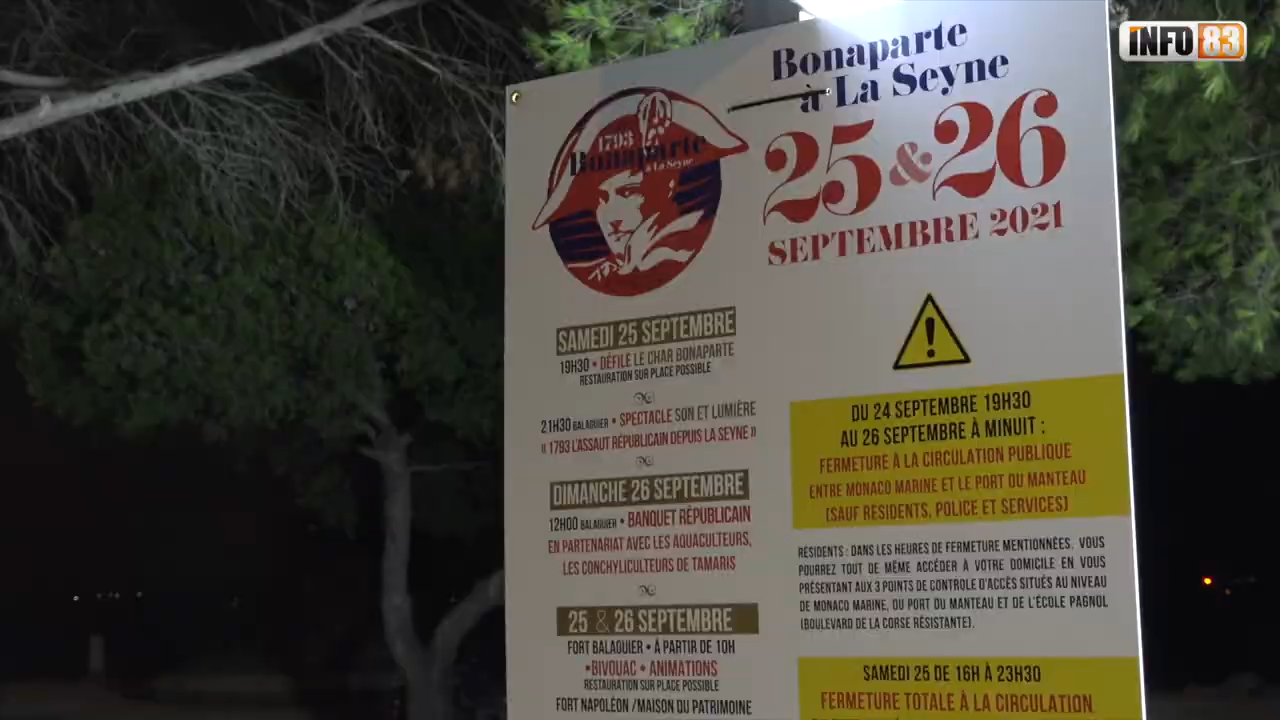 INFO 83
Bonaparte
à La Seyne
25 & 26
SEPTEMBRE 2021
1793
Bonaparte
à La Seyne
SAMEDI 25 SEPTEMBRE
19H30 • DÉFILÉ LE CHAR BONAPARTE
RESTAURATION SUR PLACE POSSIBLE
21H30 BALAGUIER • SPECTACLE SON ET LUMIÈRE
« 1793 L'ASSAUT RÉPUBLICAIN DEPUIS LA SEYNE »
DIMANCHE 26 SEPTEMBRE
12H00 BALAGUIER • BANQUET RÉPUBLICAIN
EN PARTENARIAT AVEC LES AQUACULTEURS,
LES CONCHYLICULTEURS DE TAMARIS
25 & 26 SEPTEMBRE
FORT BALAGUIER • À PARTIR DE 10H
•BIVOUAC • ANIMATIONS
RESTAURATION SUR PLACE POSSIBLE
FORT NAPOLÉON /MAISON DU PATRIMOINE
DU 24 SEPTEMBRE 19H30
AU 26 SEPTEMBRE À MINUIT :
FERMETURE À LA CIRCULATION PUBLIQUE
ENTRE MONACO MARINE ET LE PORT DU MANTEAU
(SAUF RESIDENTS, POLICE ET SERVICES)
RÉSIDENTS : DANS LES HEURES DE FERMETURE MENTIONNÉES, VOUS
POURREZ TOUT DE MÊME ACCÉDER À VOTRE DOMICILE EN VOUS
PRÉSENTANT AUX 3 POINTS DE CONTROLE D'ACCÈS SITUÉS AU NIVEAU
DE MONACO MARINE, DU PORT DU MANTEAU ET DE L'ÉCOLE PAGNOL
(BOULEVARD DE LA CORSE RÉSISTANTE).
SAMEDI 25 DE 16H À 23H30
FERMETURE TOTALE À LA CIRCULATION